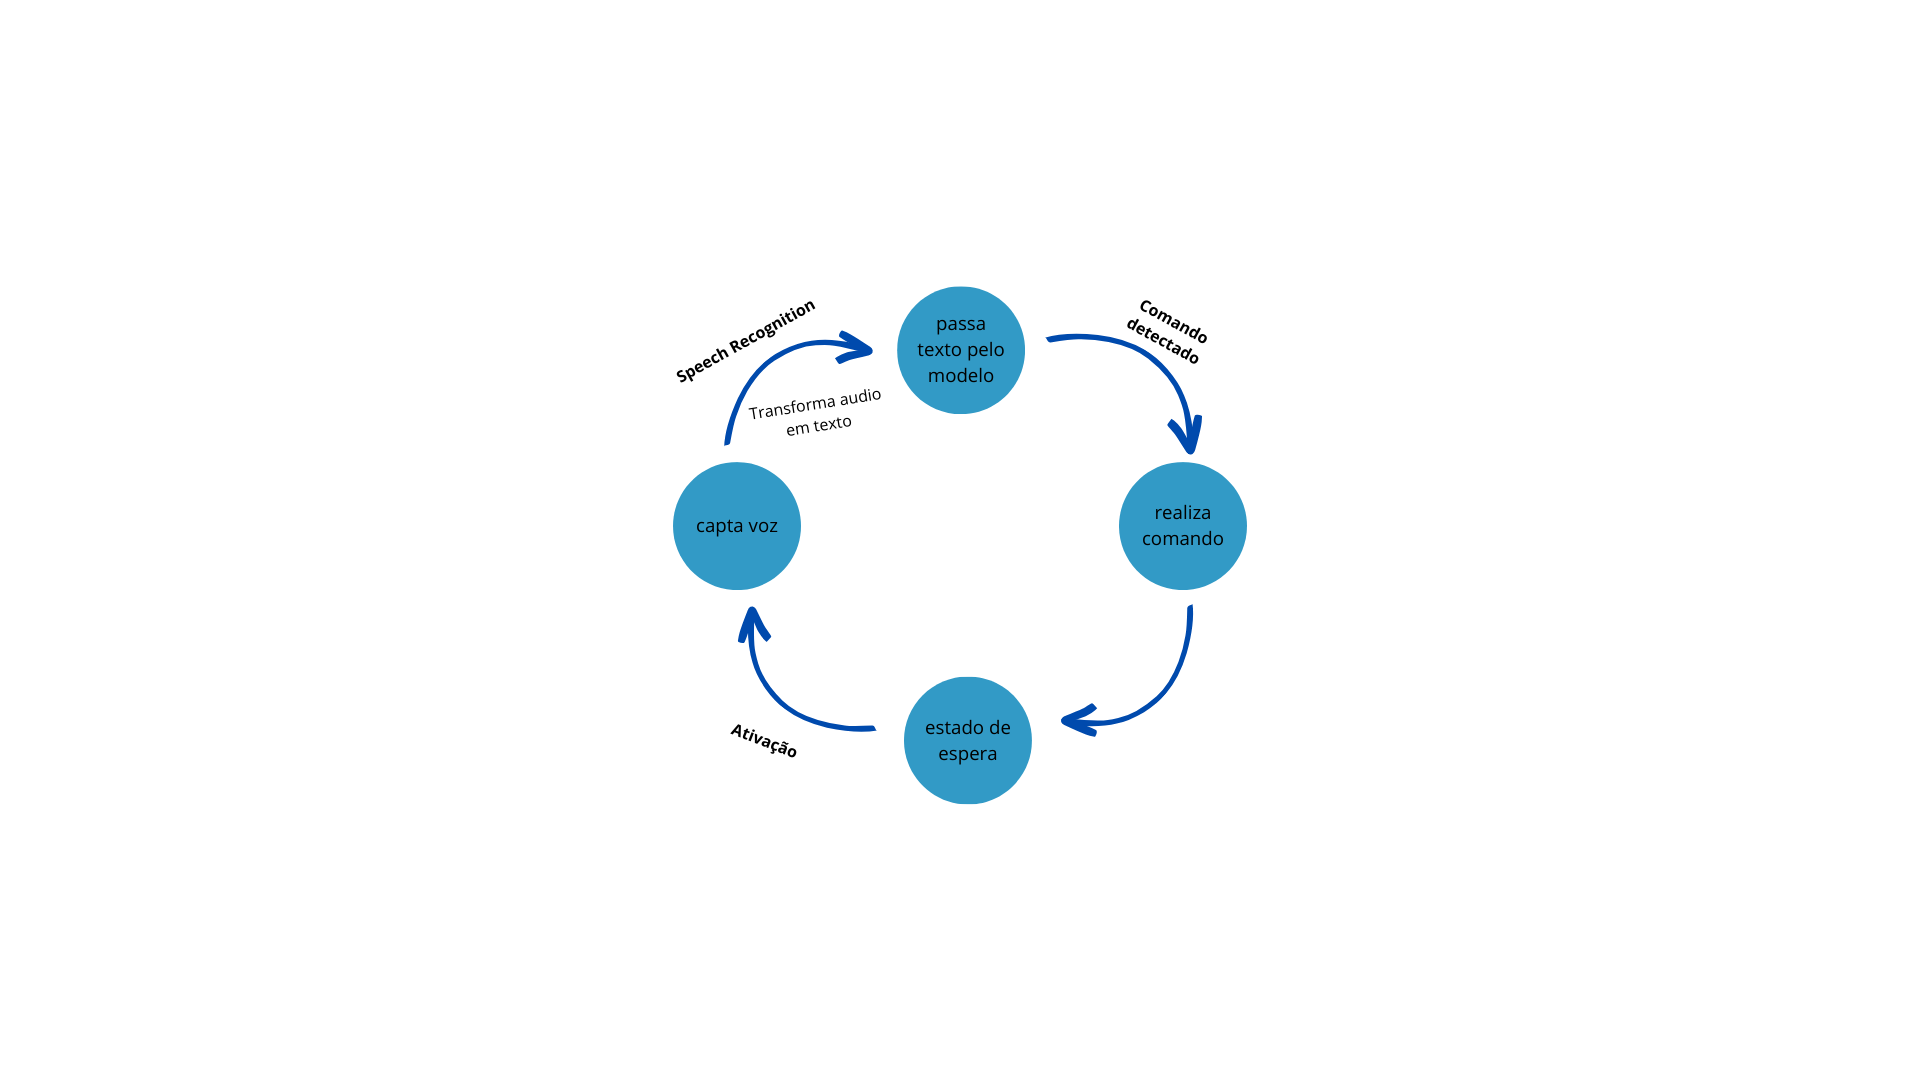 Speech Recognition
Transforma audio
em texto
passa
texto pelo
modelo
Comando
detectado
capta voz
realiza
comando
Ativação
estado de
espera